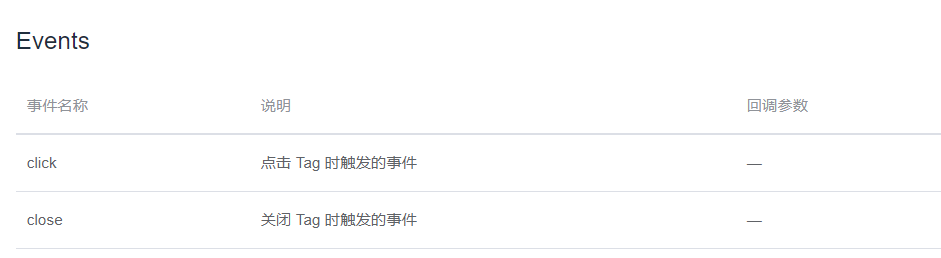 Events
事件名称 说明 回调参数
click 点击 Tag 时触发的事件 —
close 关闭 Tag 时触发的事件 —